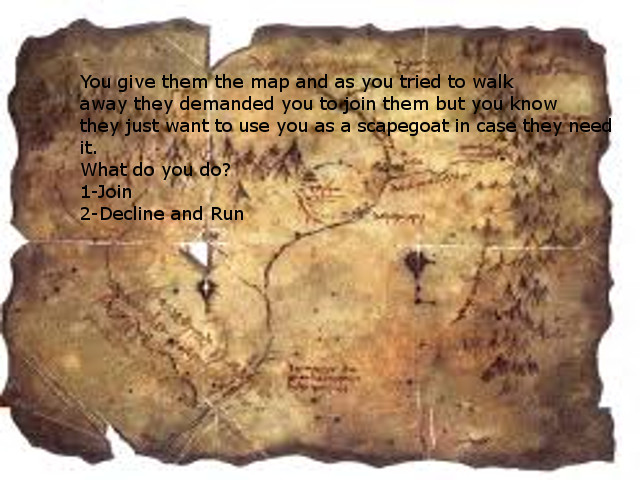 You give them the map and as you tried to walk
away they demanded you to join them but you know
they just want to use you as a scapegoat in case they need
it.
What do you do?
1-Join
2-Decline and Run